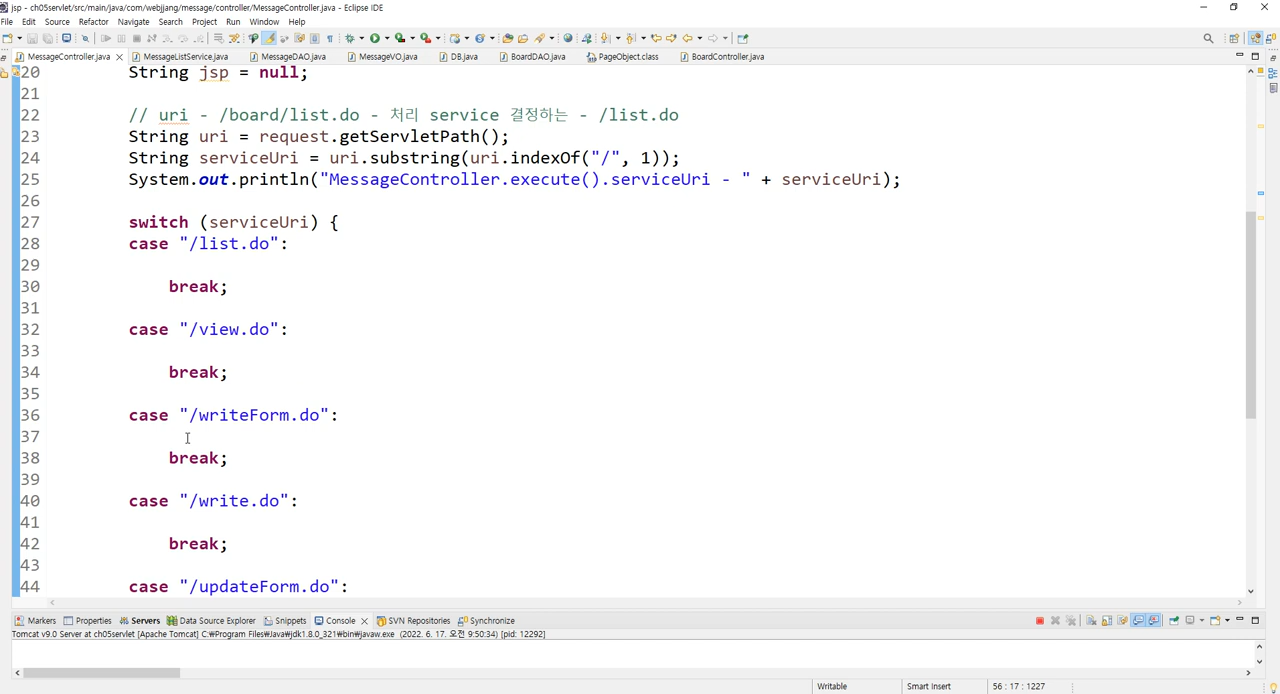 jsp - ch05servlet/src/main/java/com/webjjang/message/controller/MessageController.java - Eclipse IDE
File Edit Source Refactor Navigate Search Project Run Window Help
MessageController.java MessageListService.java MessageDAO.java MessageVO.java DB.java BoardDAO.java PageObject.class BoardController.java
20 String jsp = null;
21
22 // uri - /board/list.do - 처리 service 결정하는 - /list.do
23 String uri = request.getServletPath();
24 String serviceUri = uri.substring(uri.indexOf("/", 1));
25 System.out.println("MessageController.execute().serviceUri - " + serviceUri);
26
27 switch (serviceUri) {
28 case "/list.do":
29
30 break;
31
32 case "/view.do":
33
34 break;
35
36 case "/writeForm.do":
37
38 break;
39
40 case "/write.do":
41
42 break;
43
44 case "/updateForm.do":
Markers Properties Servers Data Source Explorer Snippets Console SVN Repositories Synchronize
Tomcat v9.0 Server at ch05servlet [Apache Tomcat] C:₩Program Files₩Java₩jdk1.8.0_321₩bin₩javaw.exe (2022. 6. 17. 오전 9:50:34) [pid: 12292]
Writable Smart Insert 56 : 17 : 1227